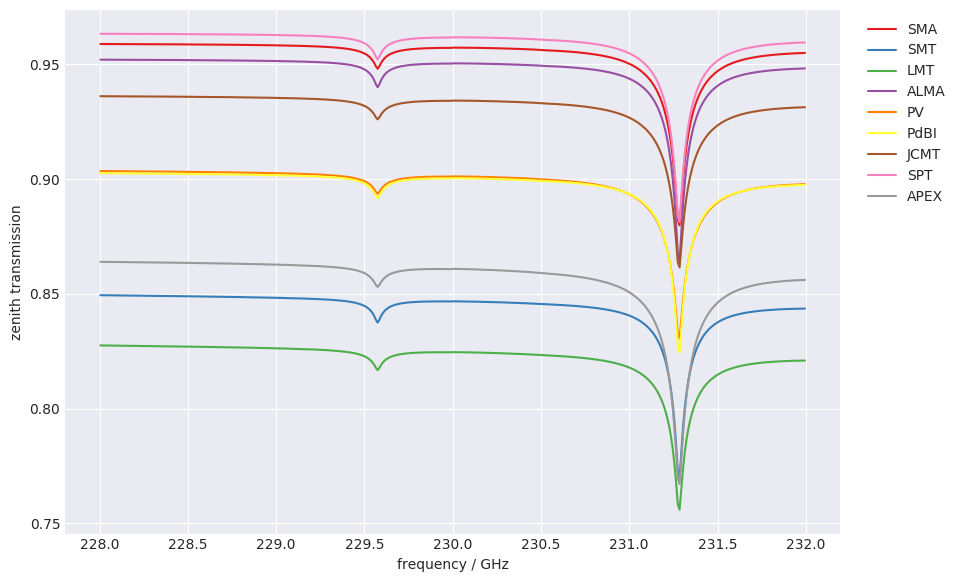 SMA
SMT
LMT
ALMA
PV
PdBI
JCMT
SPT
APEX
zenith transmission
0.95
0.90
0.85
0.80
0.75
228.0 228.5 229.0 229.5 230.0 230.5 231.0 231.5 232.0
frequency / GHz